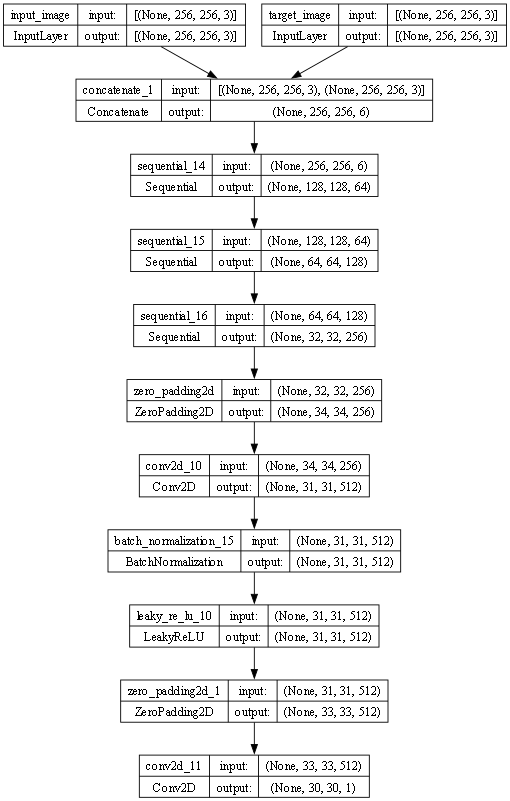 input_image input: [(None, 256, 256, 3)]
InputLayer output: [(None, 256, 256, 3)]
target_image input: [(None, 256, 256, 3)]
InputLayer output: [(None, 256, 256, 3)]
concatenate_1 input: [(None, 256, 256, 3), (None, 256, 256, 3)]
Concatenate output: (None, 256, 256, 6)
sequential_14 input: (None, 256, 256, 6)
Sequential output: (None, 128, 128, 64)
sequential_15 input: (None, 128, 128, 64)
Sequential output: (None, 64, 64, 128)
sequential_16 input: (None, 64, 64, 128)
Sequential output: (None, 32, 32, 256)
zero_padding2d input: (None, 32, 32, 256)
ZeroPadding2D output: (None, 34, 34, 256)
conv2d_10 input: (None, 34, 34, 256)
Conv2D output: (None, 31, 31, 512)
batch_normalization_15 input: (None, 31, 31, 512)
BatchNormalization output: (None, 31, 31, 512)
leaky_re_lu_10 input: (None, 31, 31, 512)
LeakyReLU output: (None, 31, 31, 512)
zero_padding2d_1 input: (None, 31, 31, 512)
ZeroPadding2D output: (None, 33, 33, 512)
conv2d_11 input: (None, 33, 33, 512)
Conv2D output: (None, 30, 30, 1)